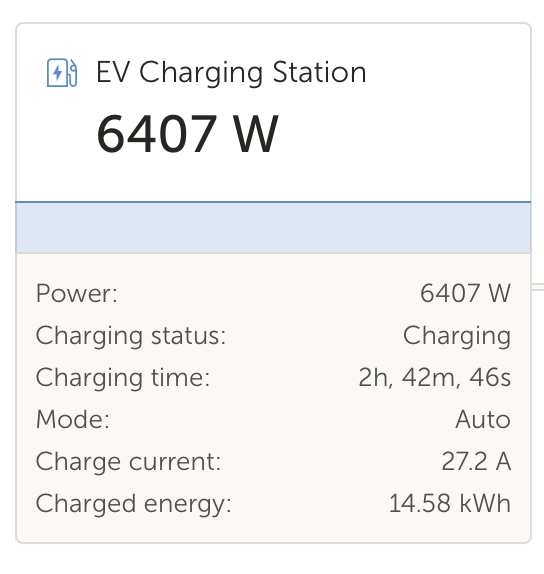 EV Charging Station
6407 W
Power: 6407 W
Charging status: Charging
Charging time: 2h, 42m, 46s
Mode: Auto
Charge current: 27.2 A
Charged energy: 14.58 kWh